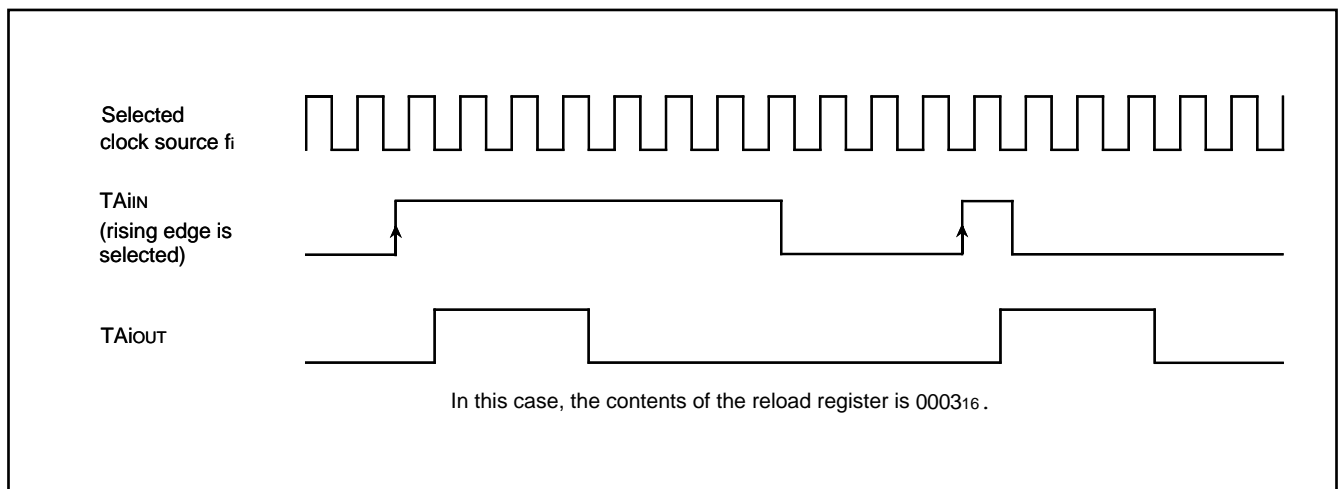 Selected
clock source fi
TAiIN
(rising edge is
selected)
TAiOUT
In this case, the contents of the reload register is 000316.